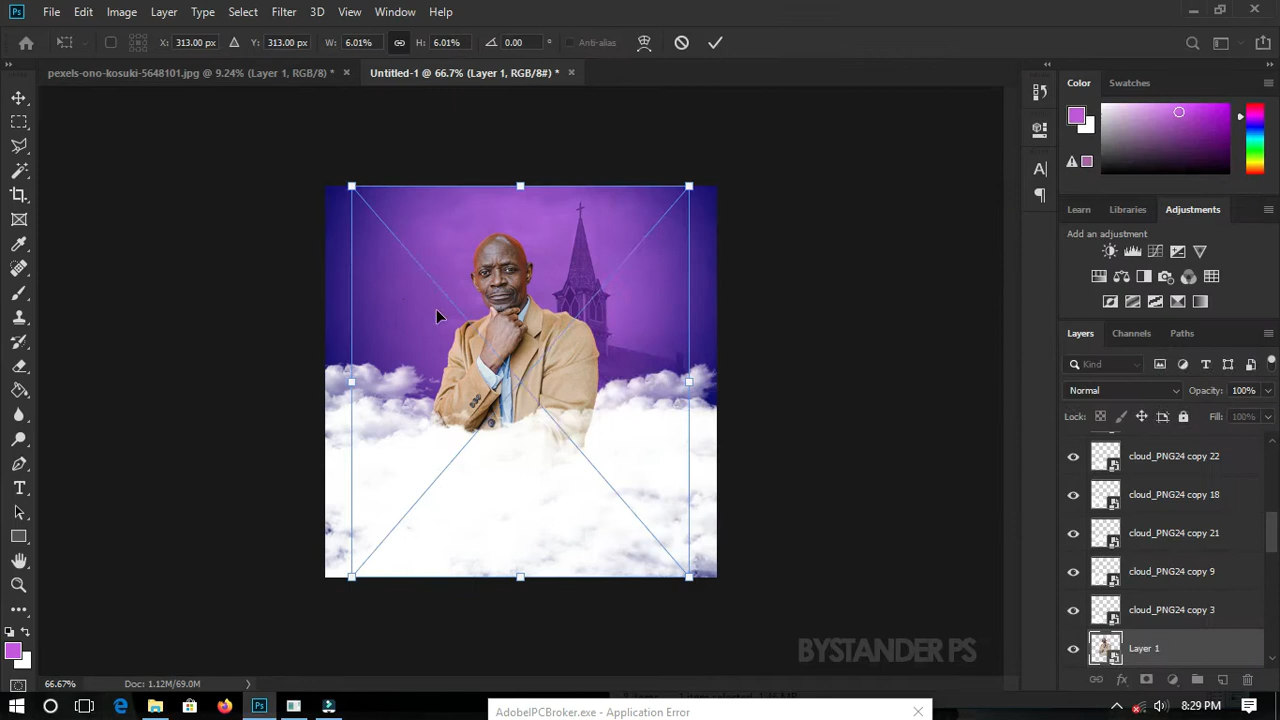 Ps File Edit Image Layer Type Select Filter 3D View Window Help
X: 313.00 px Y: 313.00 px W: 6.01% H: 6.01% 0.00 ° Anti-alias
pexels-ono-kosuki-5648101.jpg @ 9.24% (Layer 1, RGB/8) * × Untitled-1 @ 66.7% (Layer 1, RGB/8#) * ×
Color Swatches
Learn Libraries Adjustments
Add an adjustment
Layers Channels Paths
Kind
Normal Opacity: 100%
Lock: Fill: 100%
cloud_PNG24 copy 22
cloud_PNG24 copy 18
cloud_PNG24 copy 21
cloud_PNG24 copy 9
cloud_PNG24 copy 3
Layer 1
BYSTANDER PS
66.67% Doc: 1.12M/69.0M
AdobeIPCBroker.exe - Application Error
8:29 PM